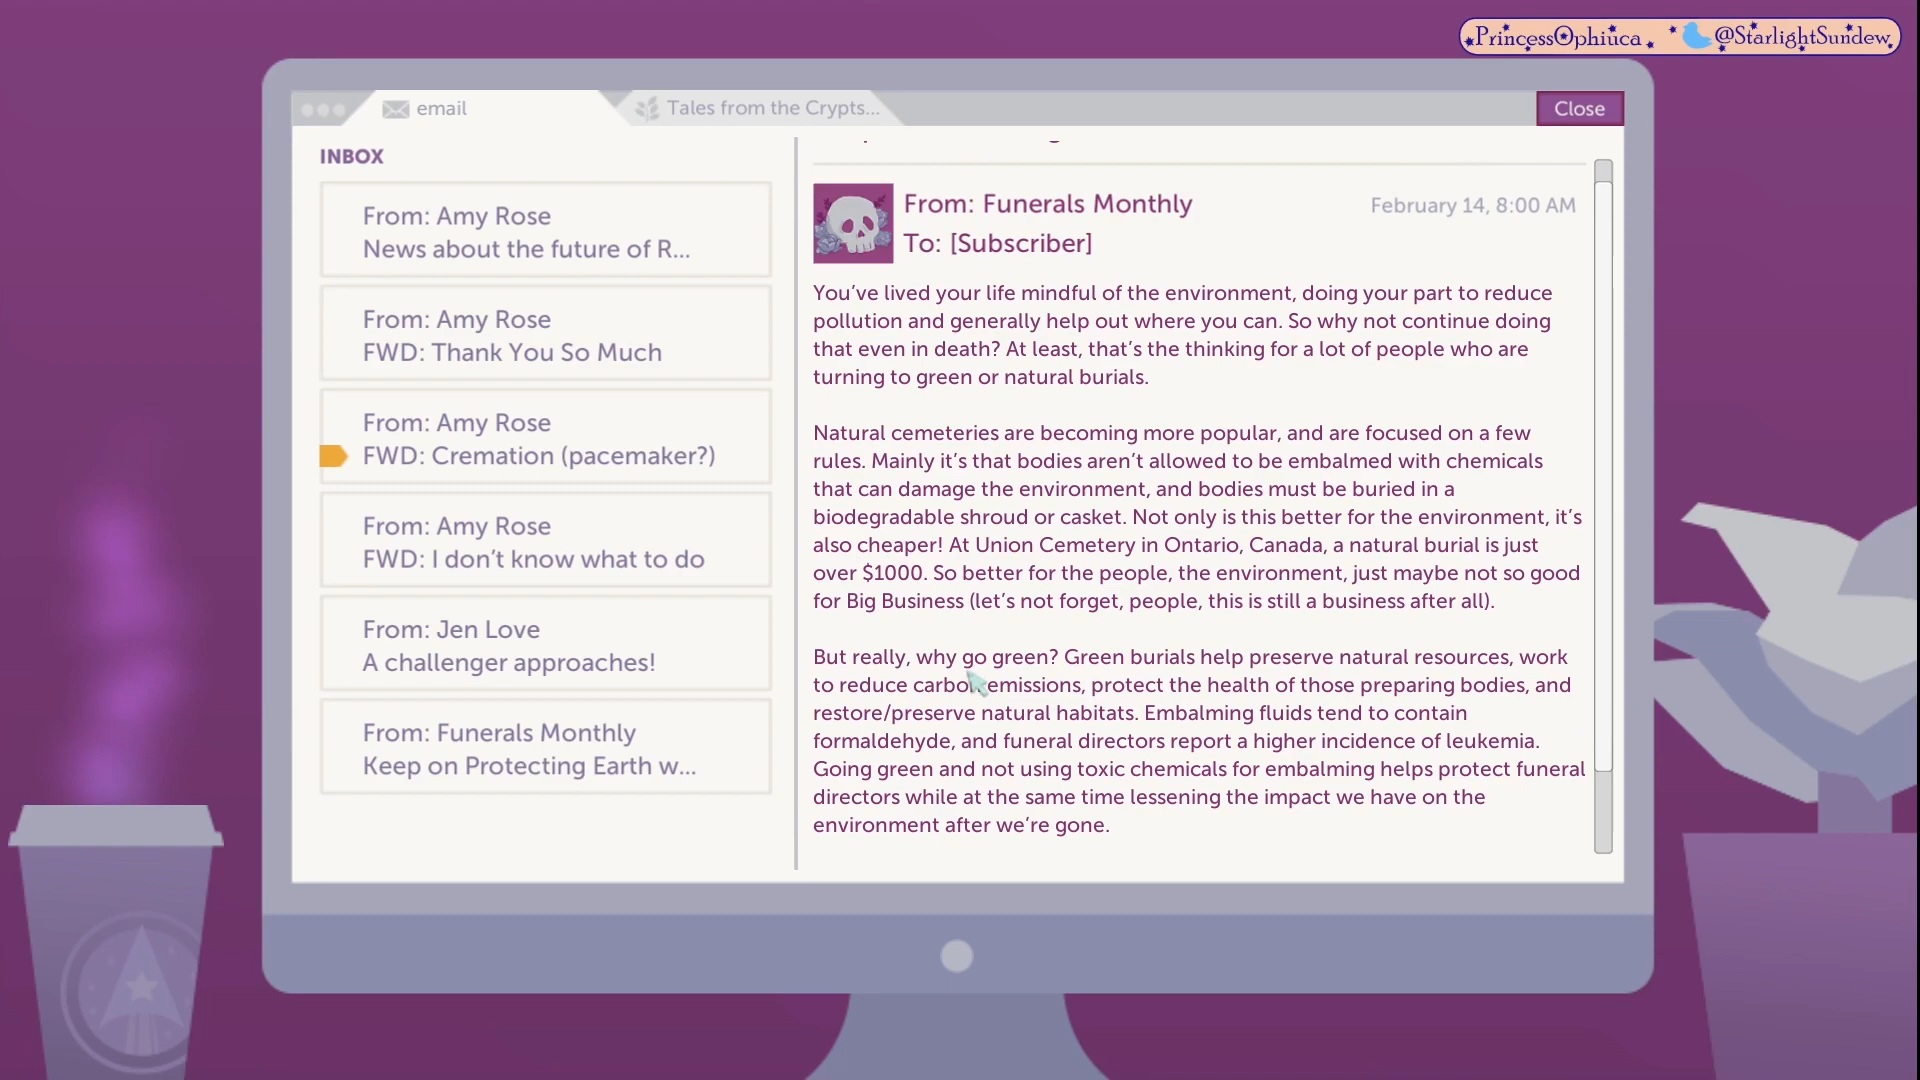 PrincessOphiuca @StarlightSundew
email
Tales from the Crypts...
Close
INBOX
From: Amy Rose
News about the future of R...
From: Amy Rose
FWD: Thank You So Much
From: Amy Rose
FWD: Cremation (pacemaker?)
From: Amy Rose
FWD: I don't know what to do
From: Jen Love
A challenger approaches!
From: Funerals Monthly
Keep on Protecting Earth w...
From: Funerals Monthly
February 14, 8:00 AM
To: [Subscriber]
You've lived your life mindful of the environment, doing your part to reduce
pollution and generally help out where you can. So why not continue doing
that even in death? At least, that's the thinking for a lot of people who are
turning to green or natural burials.
Natural cemeteries are becoming more popular, and are focused on a few
rules. Mainly it's that bodies aren't allowed to be embalmed with chemicals
that can damage the environment, and bodies must be buried in a
biodegradable shroud or casket. Not only is this better for the environment, it's
also cheaper! At Union Cemetery in Ontario, Canada, a natural burial is just
over $1000. So better for the people, the environment, just maybe not so good
for Big Business (let's not forget, people, this is still a business after all).
But really, why go green? Green burials help preserve natural resources, work
to reduce carbon emissions, protect the health of those preparing bodies, and
restore/preserve natural habitats. Embalming fluids tend to contain
formaldehyde, and funeral directors report a higher incidence of leukemia.
Going green and not using toxic chemicals for embalming helps protect funeral
directors while at the same time lessening the impact we have on the
environment after we're gone.